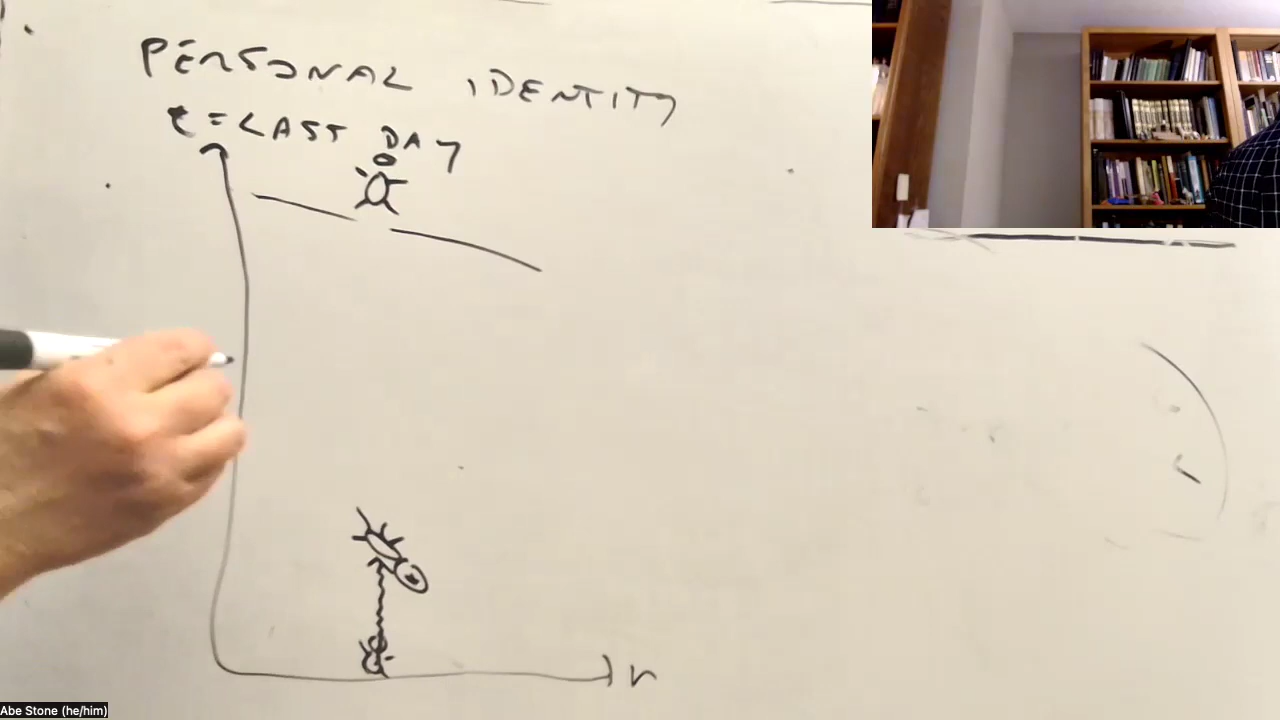 PERSONAL IDENTITY
t = LAST DAY
r
Abe Stone (he/him)